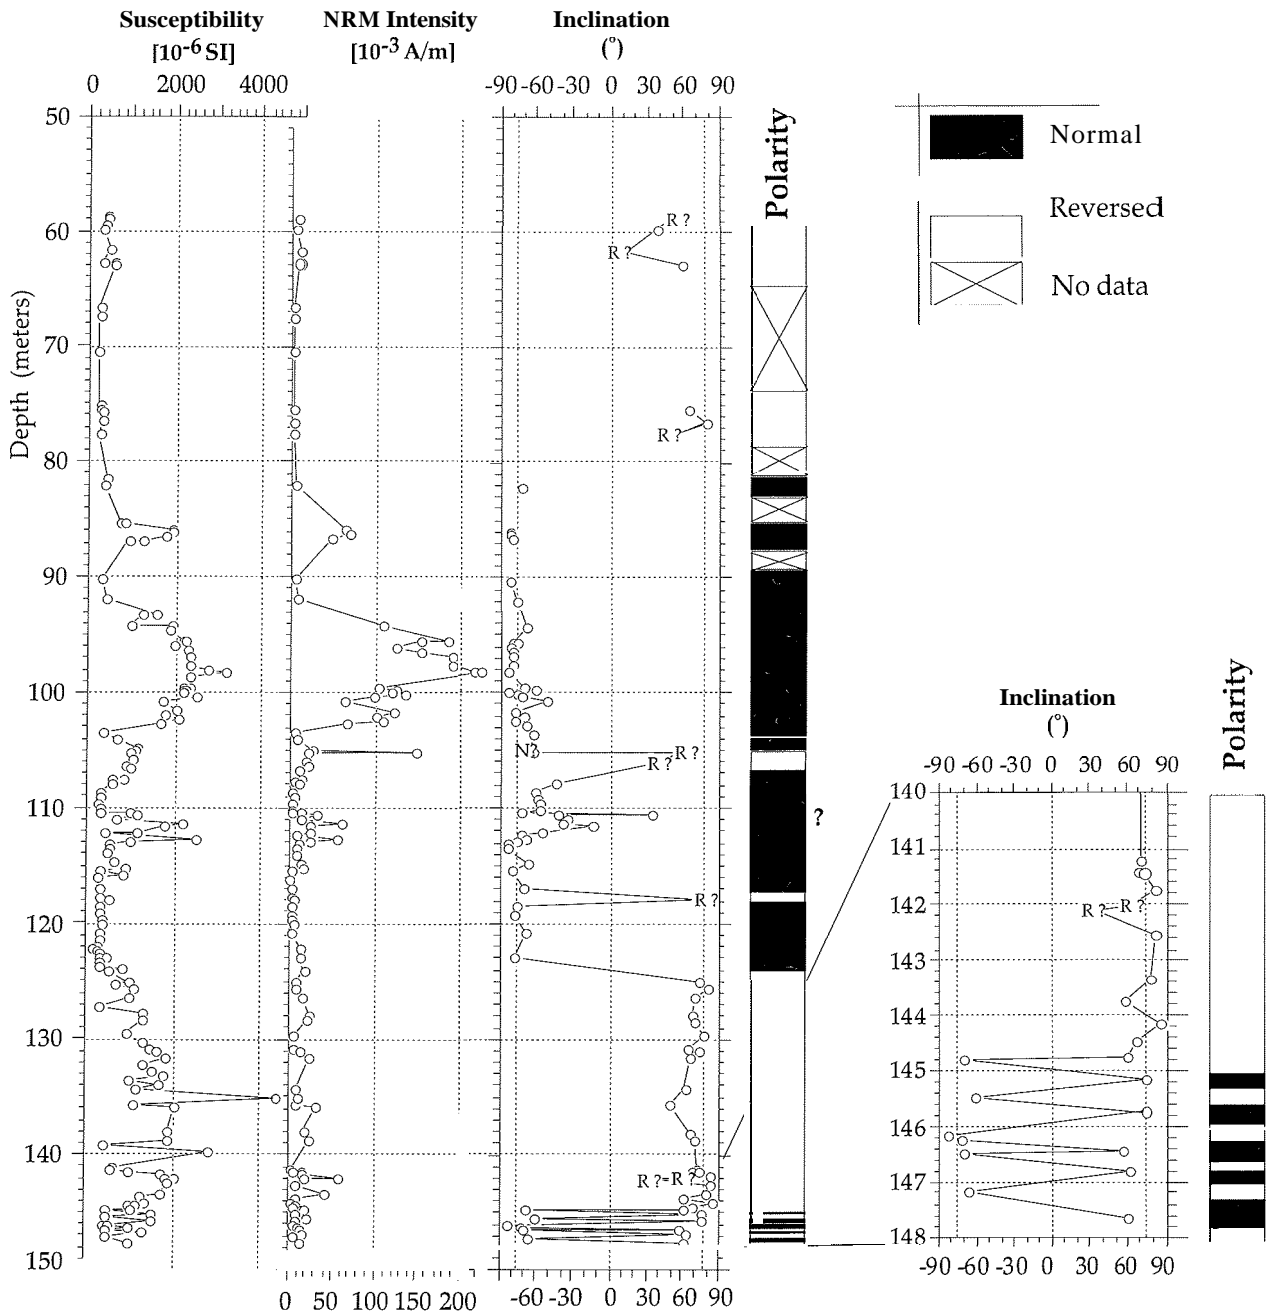 Susceptibility NRM Intensity Inclination
[10-6 SI] [10-3 A/m] (°)
0 2000 4000 -90 -60 -30 0 30 60 90
50
60
70
80
90
100
110
120
130
140
150
Depth (meters)
R ?
R ?
R ?
N?
R ?
R ?
R ?
R ?=R ?
0 50 100 150 200 -60 -30 0 30 60 90
Polarity
?
Normal
Reversed
No data
Inclination
(°)
-90 -60 -30 0 30 60 90
140
141
142
143
144
145
146
147
148
R ? R ?
-90 -60 -30 0 30 60 90
Polarity